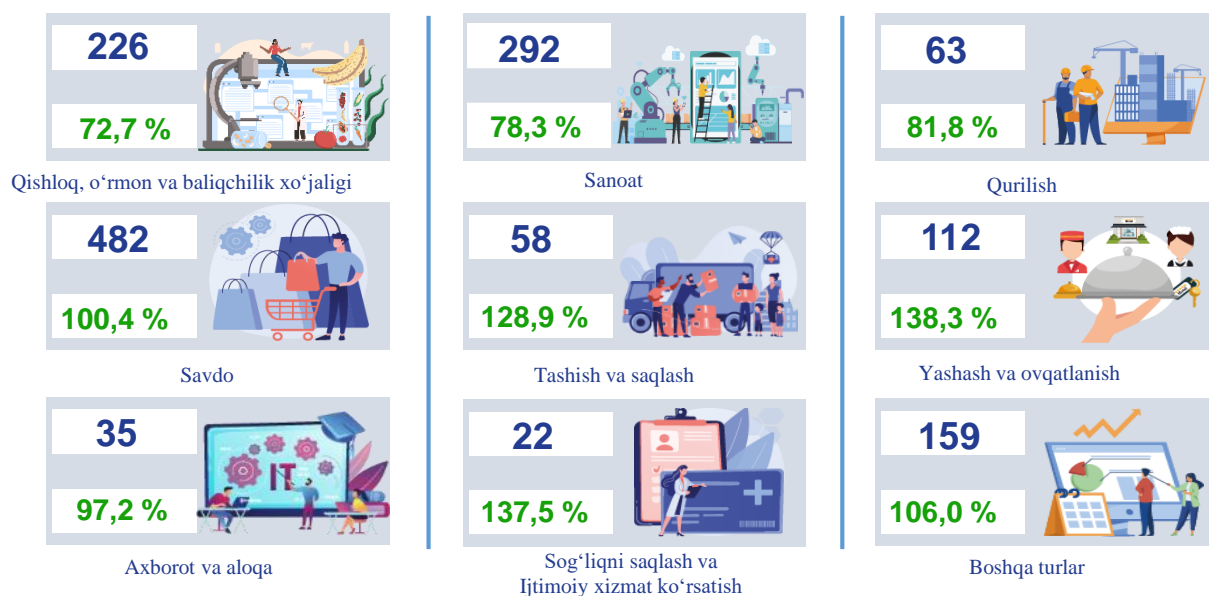 226
72,7 %
Qishloq, o‘rmon va baliqchilik xo‘jaligi
292
78,3 %
Sanoat
63
81,8 %
Qurilish
482
100,4 %
Savdo
58
128,9 %
Tashish va saqlash
112
138,3 %
Yashash va ovqatlanish
35
97,2 %
IT
Axborot va aloqa
22
137,5 %
Sog‘liqni saqlash va
Ijtimoiy xizmat ko‘rsatish
159
106,0 %
Boshqa turlar